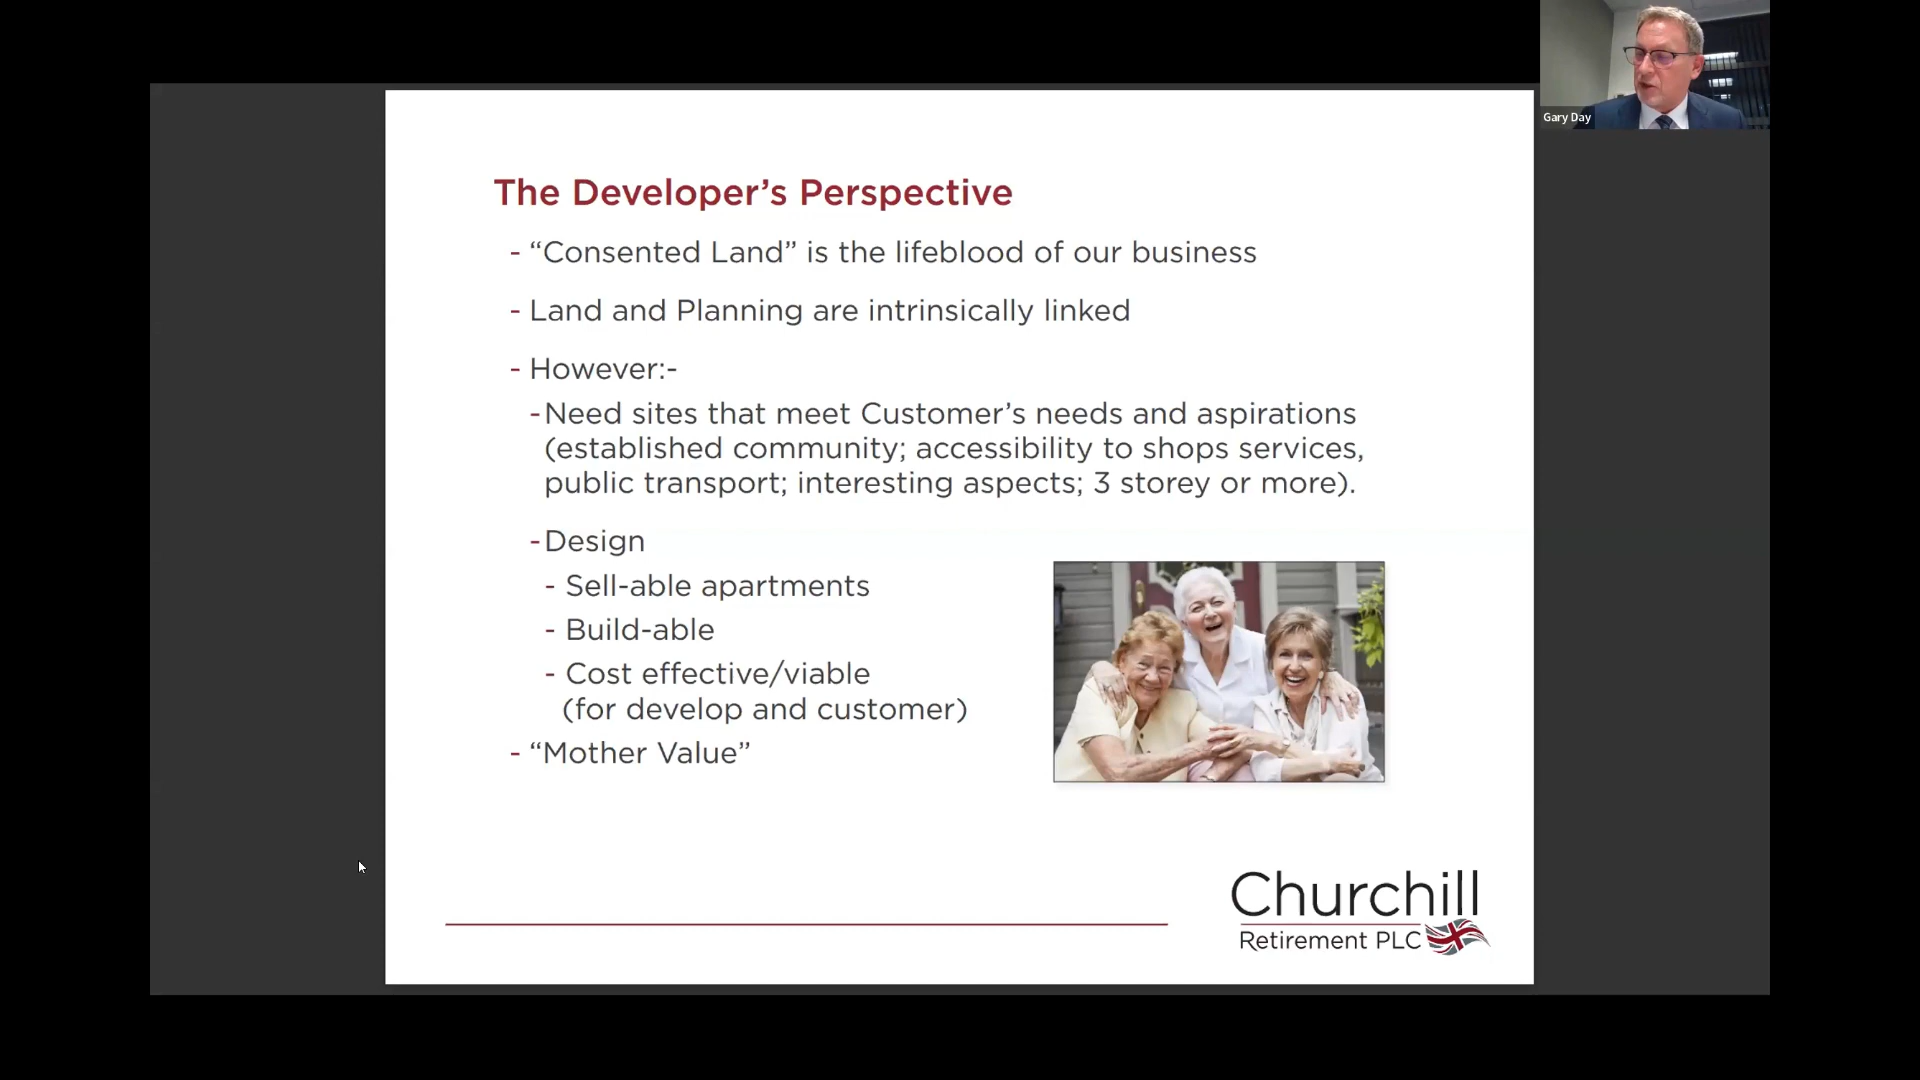 Gary Day
The Developer’s Perspective
- “Consented Land” is the lifeblood of our business
- Land and Planning are intrinsically linked
- However:-
-Need sites that meet Customer’s needs and aspirations
(established community; accessibility to shops services,
public transport; interesting aspects; 3 storey or more).
-Design
- Sell-able apartments
- Build-able
- Cost effective/viable
(for develop and customer)
- “Mother Value”
Churchill
Retirement PLC